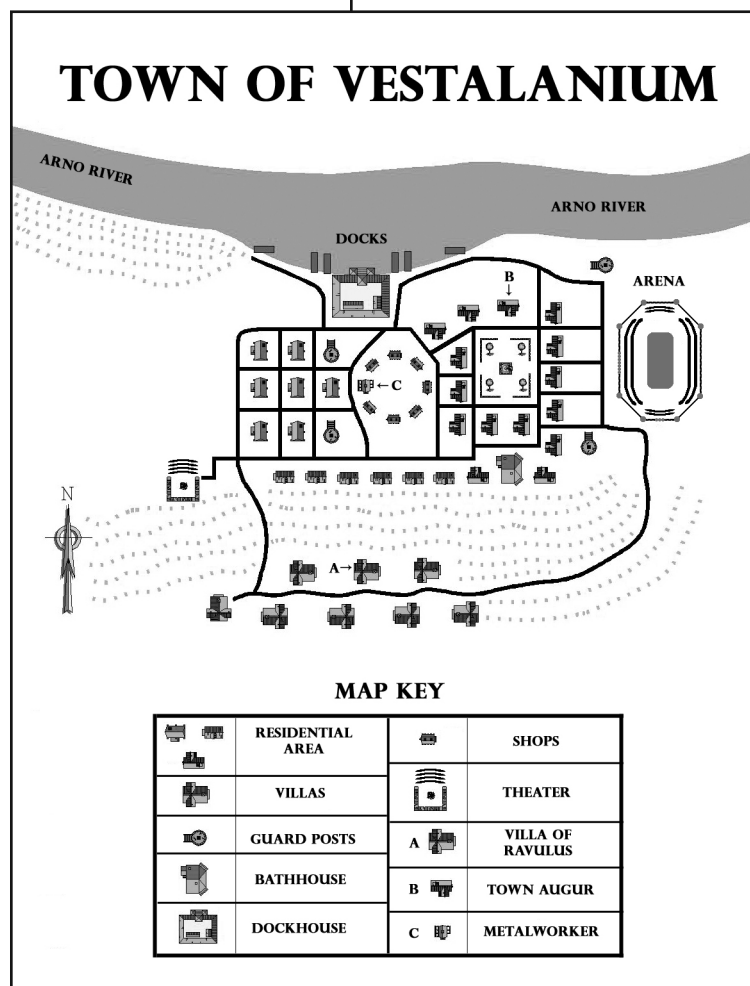 TOWN OF VESTALANIUM
ARNO RIVER
ARNO RIVER
DOCKS
B
ARENA
C
N
A
MAP KEY
RESIDENTIAL
AREA
SHOPS
VILLAS
THEATER
GUARD POSTS
A
VILLA OF
RAVULUS
BATHHOUSE
B
TOWN AUGUR
DOCKHOUSE
C
METALWORKER